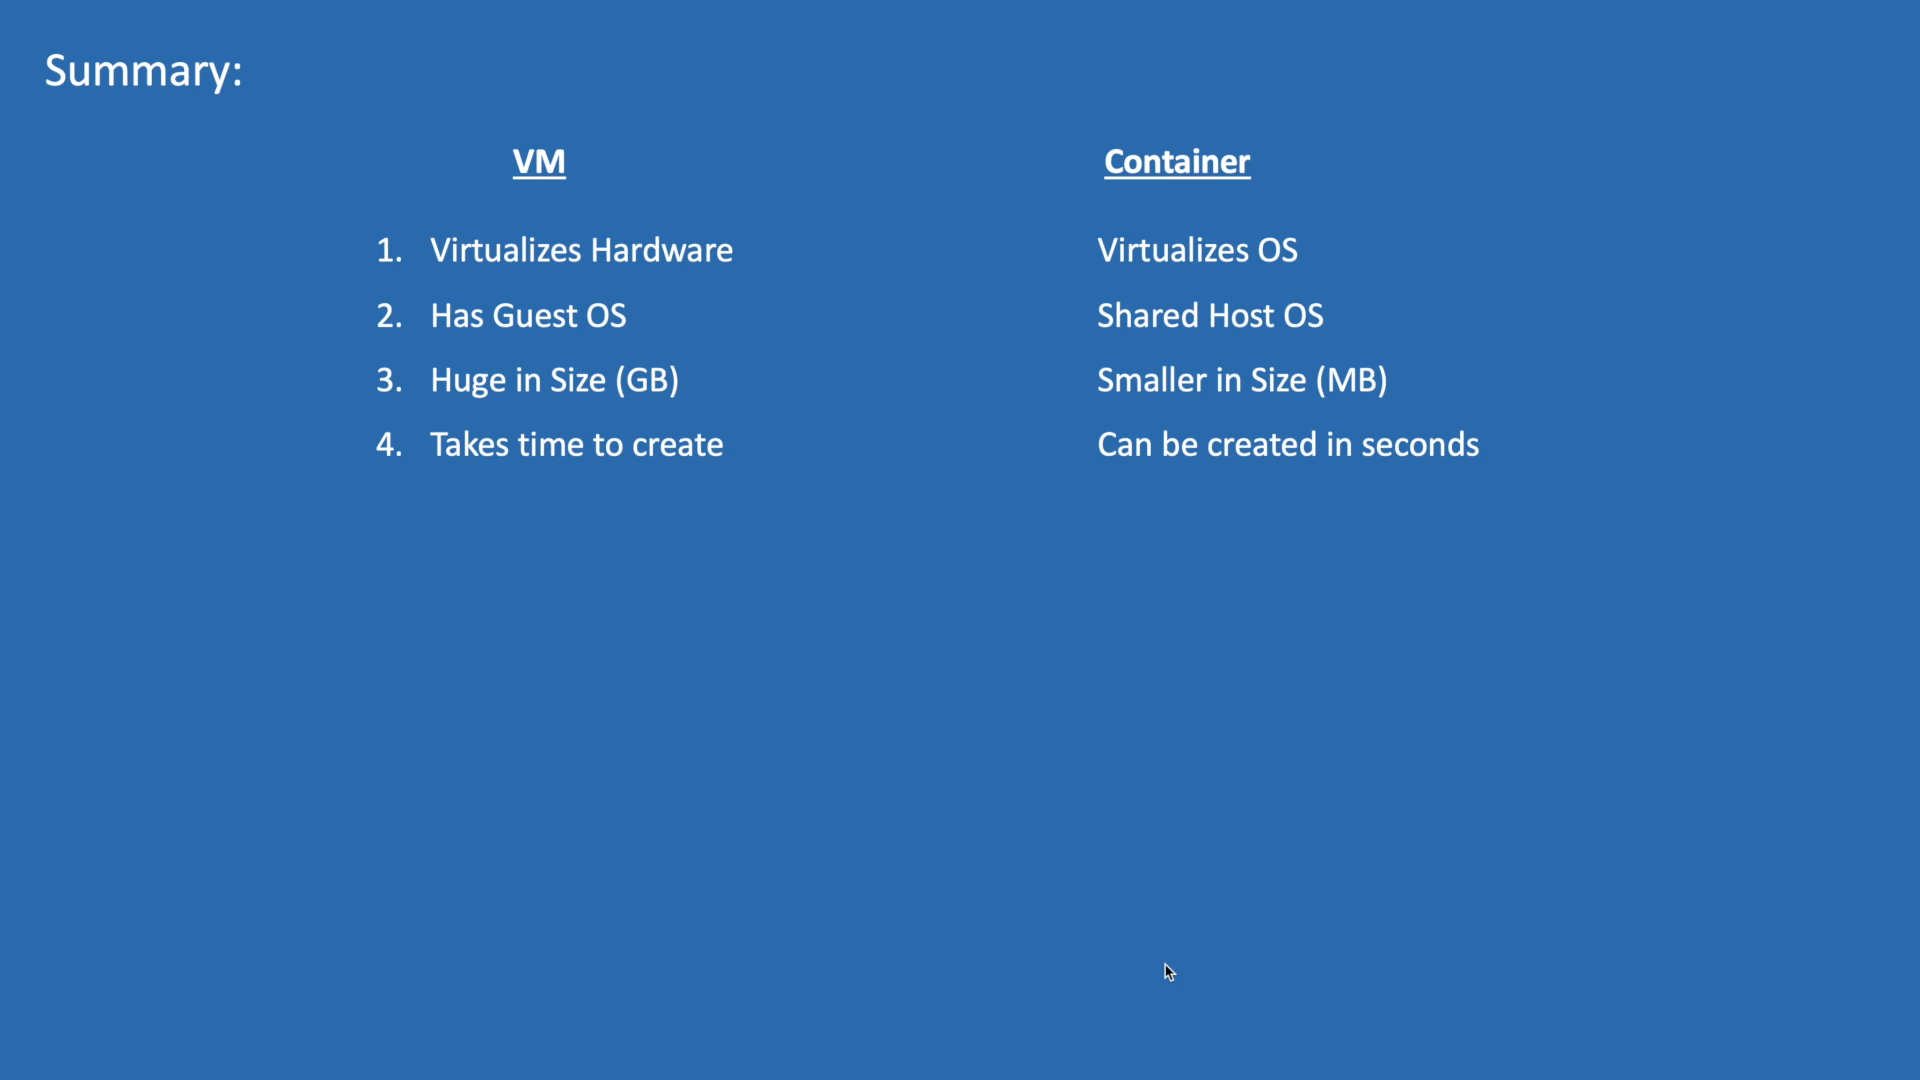 Summary:
VM
Container
1. Virtualizes Hardware
Virtualizes OS
2. Has Guest OS
Shared Host OS
3. Huge in Size (GB)
Smaller in Size (MB)
4. Takes time to create
Can be created in seconds